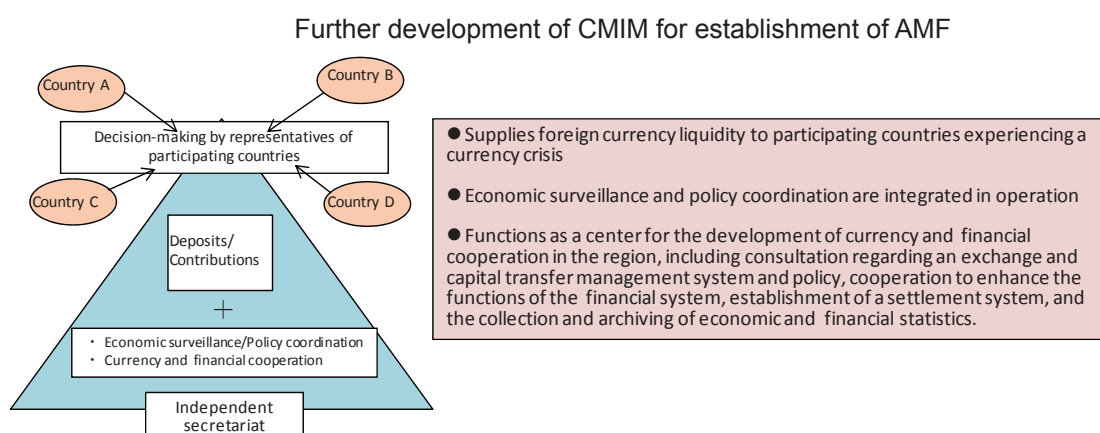 Further development of CMIM for establishment of AMF
Country A
Country B
Decision-making by representatives of
participating countries
Country C
Country D
Deposits/
Contributions
+
・ Economic surveillance/Policy coordination
・ Currency and financial cooperation
Independent
secretariat
● Supplies foreign currency liquidity to participating countries experiencing a
currency crisis
● Economic surveillance and policy coordination are integrated in operation
● Functions as a center for the development of currency and financial
cooperation in the region, including consultation regarding an exchange and
capital transfer management system and policy, cooperation to enhance the
functions of the financial system, establishment of a settlement system, and
the collection and archiving of economic and financial statistics.